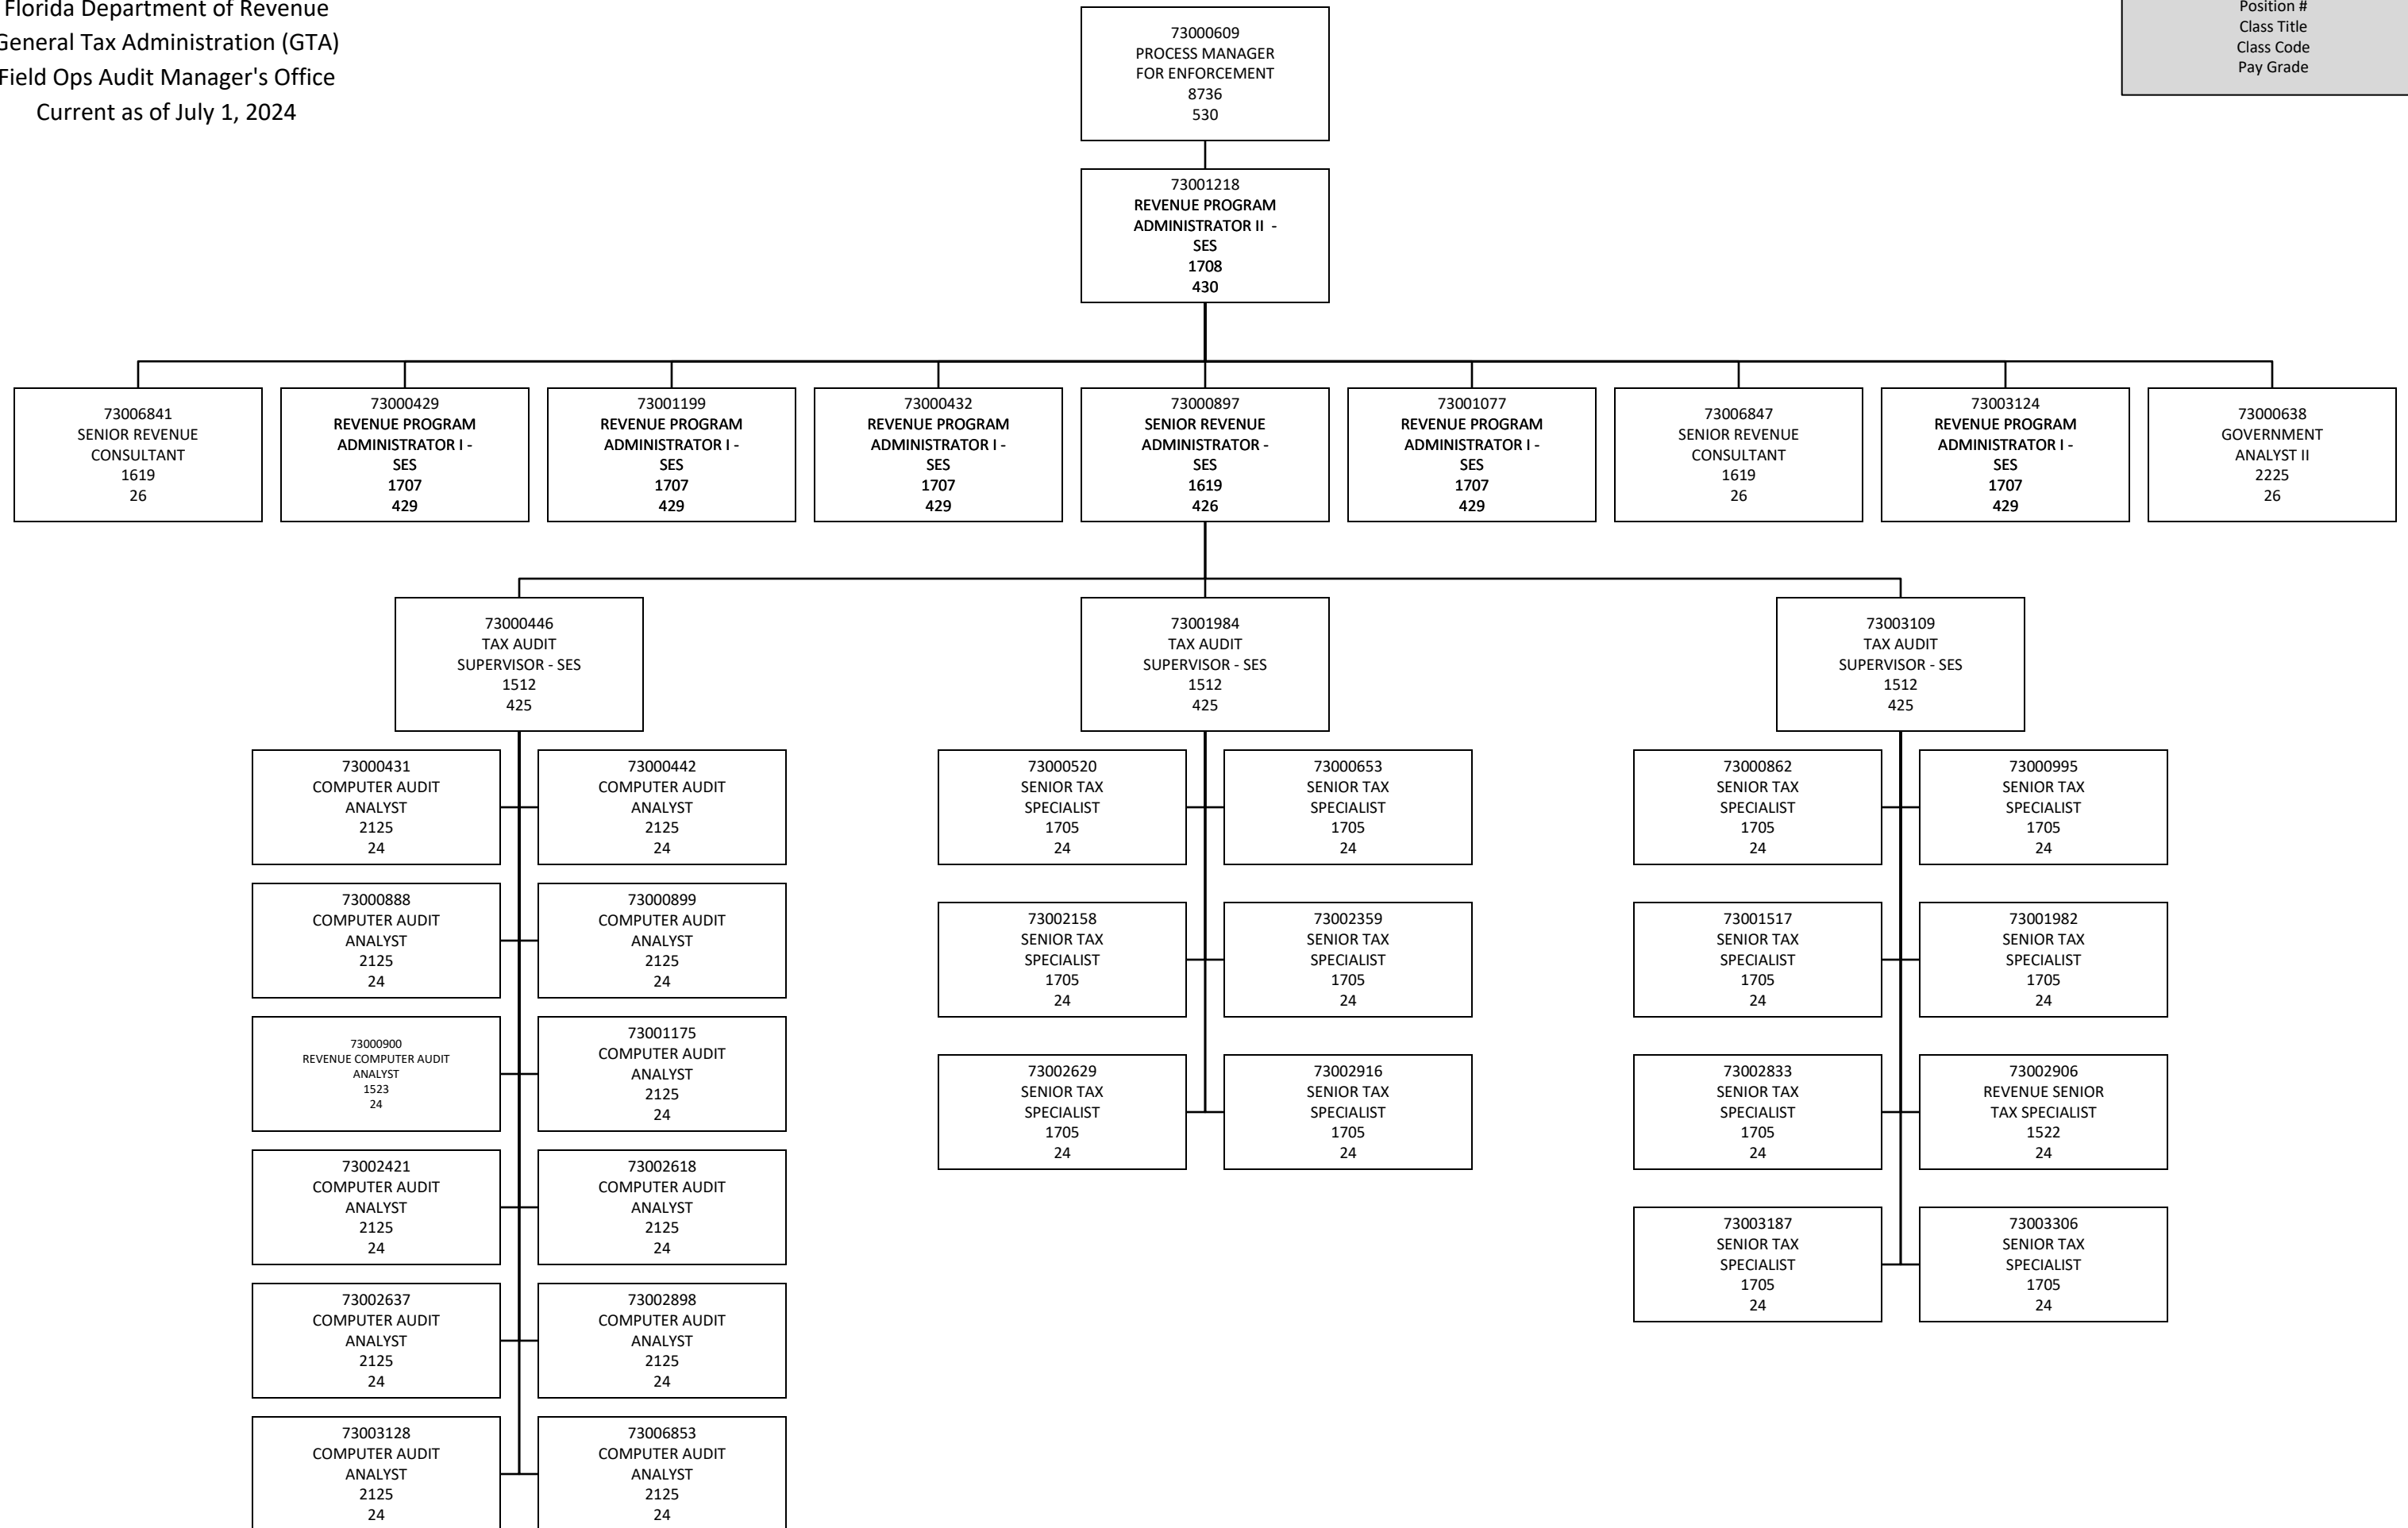 Florida Department of Revenue
General Tax Administration (GTA)
Field Ops Audit Manager's Office
Current as of July 1, 2024
Position #
Class Title
Class Code
Pay Grade
73000609
PROCESS MANAGER
FOR ENFORCEMENT
8736
530
73001218
REVENUE PROGRAM
ADMINISTRATOR II -
SES
1708
430
73006841
SENIOR REVENUE
CONSULTANT
1619
26
73000429
REVENUE PROGRAM
ADMINISTRATOR I -
SES
1707
429
73001199
REVENUE PROGRAM
ADMINISTRATOR I -
SES
1707
429
73000432
REVENUE PROGRAM
ADMINISTRATOR I -
SES
1707
429
73000897
SENIOR REVENUE
ADMINISTRATOR -
SES
1619
426
73001077
REVENUE PROGRAM
ADMINISTRATOR I -
SES
1707
429
73006847
SENIOR REVENUE
CONSULTANT
1619
26
73003124
REVENUE PROGRAM
ADMINISTRATOR I -
SES
1707
429
73000638
GOVERNMENT
ANALYST II
2225
26
73000446
TAX AUDIT
SUPERVISOR - SES
1512
425
73001984
TAX AUDIT
SUPERVISOR - SES
1512
425
73003109
TAX AUDIT
SUPERVISOR - SES
1512
425
73000431
COMPUTER AUDIT
ANALYST
2125
24
73000442
COMPUTER AUDIT
ANALYST
2125
24
73000888
COMPUTER AUDIT
ANALYST
2125
24
73000899
COMPUTER AUDIT
ANALYST
2125
24
73000900
REVENUE COMPUTER AUDIT
ANALYST
1523
24
73001175
COMPUTER AUDIT
ANALYST
2125
24
73002421
COMPUTER AUDIT
ANALYST
2125
24
73002618
COMPUTER AUDIT
ANALYST
2125
24
73002637
COMPUTER AUDIT
ANALYST
2125
24
73002898
COMPUTER AUDIT
ANALYST
2125
24
73003128
COMPUTER AUDIT
ANALYST
2125
24
73006853
COMPUTER AUDIT
ANALYST
2125
24
73000520
SENIOR TAX
SPECIALIST
1705
24
73000653
SENIOR TAX
SPECIALIST
1705
24
73002158
SENIOR TAX
SPECIALIST
1705
24
73002359
SENIOR TAX
SPECIALIST
1705
24
73002629
SENIOR TAX
SPECIALIST
1705
24
73002916
SENIOR TAX
SPECIALIST
1705
24
73000862
SENIOR TAX
SPECIALIST
1705
24
73000995
SENIOR TAX
SPECIALIST
1705
24
73001517
SENIOR TAX
SPECIALIST
1705
24
73001982
SENIOR TAX
SPECIALIST
1705
24
73002833
SENIOR TAX
SPECIALIST
1705
24
73002906
REVENUE SENIOR
TAX SPECIALIST
1522
24
73003187
SENIOR TAX
SPECIALIST
1705
24
73003306
SENIOR TAX
SPECIALIST
1705
24